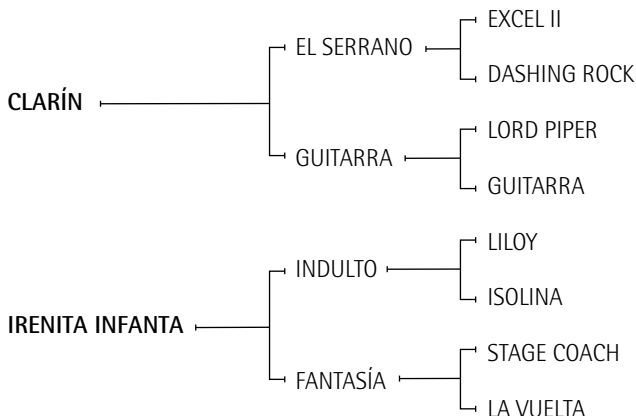 EXCEL II
EL SERRANO
DASHING ROCK
CLARÍN
LORD PIPER
GUITARRA
GUITARRA
LILOY
INDULTO
ISOLINA
IRENITA INFANTA
STAGE COACH
FANTASÍA
LA VUELTA